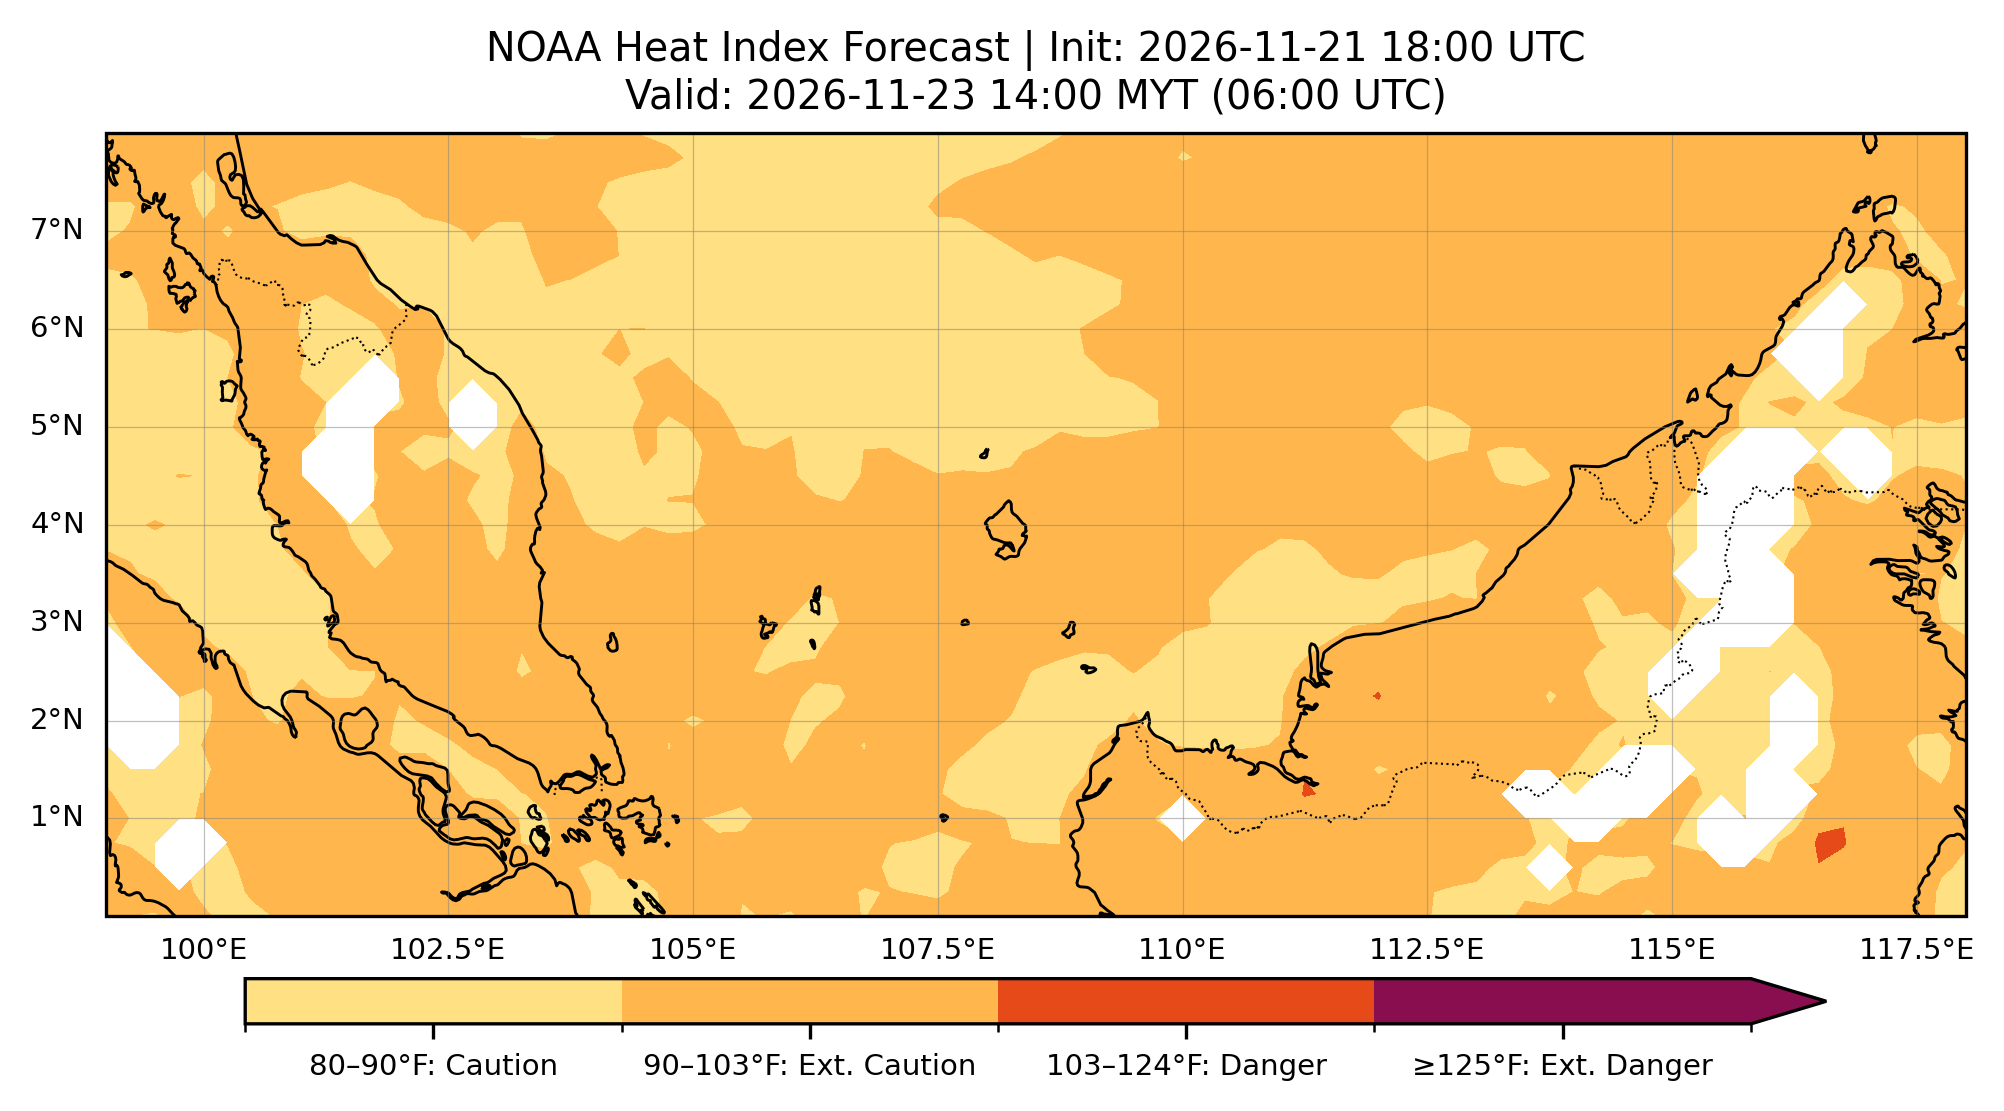 NOAA Heat Index Forecast | Init: 2026-11-21 18:00 UTC
Valid: 2026-11-23 14:00 MYT (06:00 UTC)
7°N
6°N
5°N
4°N
3°N
2°N
1°N
100°E 102.5°E 105°E 107.5°E 110°E 112.5°E 115°E 117.5°E
80–90°F: Caution 90–103°F: Ext. Caution 103–124°F: Danger ≥125°F: Ext. Danger